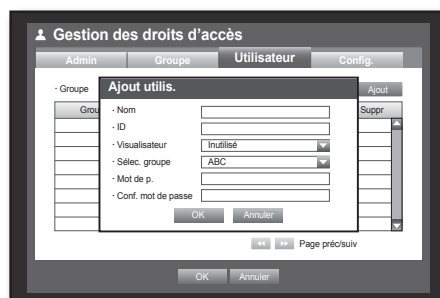 Gestion des droits d'accès
Admin Groupe Utilisateur Config.
· Groupe Ajout
Grou Suppr
Ajout utilis.
· Nom
· ID
· Visualisateur Inutilisé
· Sélec. groupe ABC
· Mot de p.
· Conf. mot de passe
OK Annuler
Page préc/suiv
OK Annuler